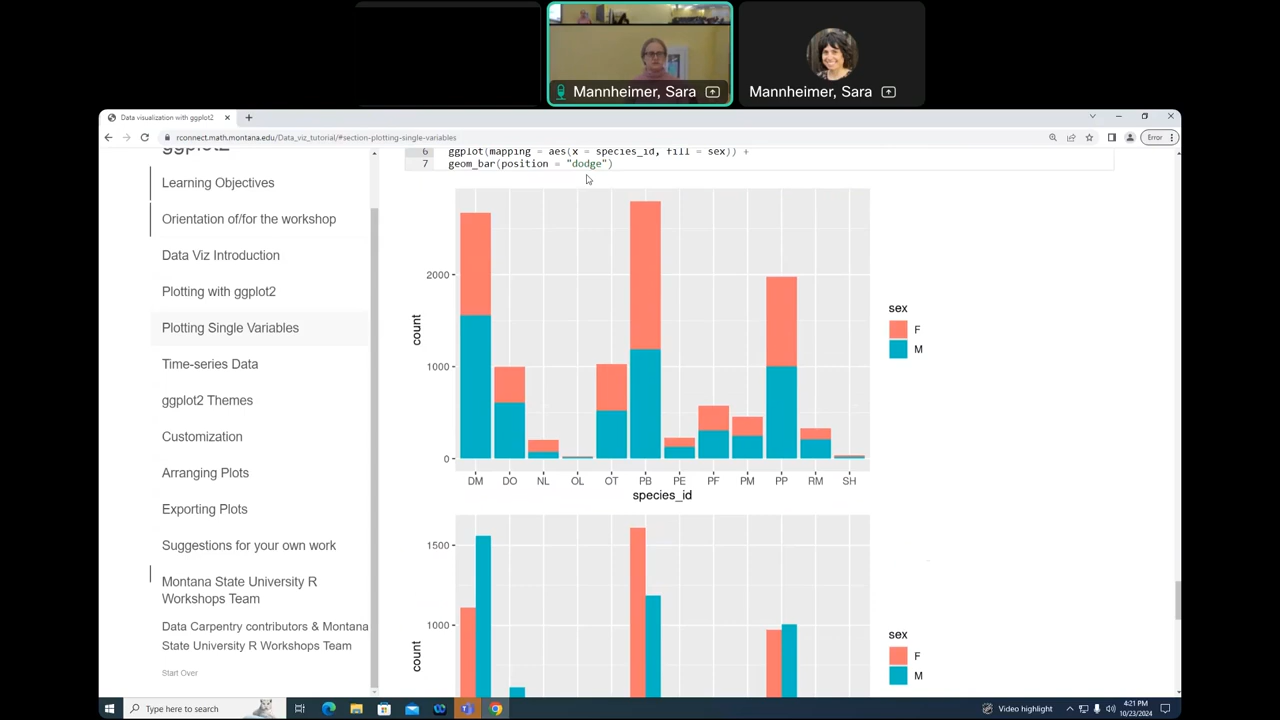 Mannheimer, Sara
Mannheimer, Sara
Data visualization with ggplot2
rconnect.math.montana.edu/Data_viz_tutorial/#section-plotting-single-variables
Error
ggplot2
Learning Objectives
Orientation of/for the workshop
Data Viz Introduction
Plotting with ggplot2
Plotting Single Variables
Time-series Data
ggplot2 Themes
Customization
Arranging Plots
Exporting Plots
Suggestions for your own work
Montana State University R
Workshops Team
Data Carpentry contributors & Montana
State University R Workshops Team
Start Over
6 ggplot(mapping = aes(x = species_id, fill = sex)) +
7 geom_bar(position = "dodge")
2000
1000
0
count
DM DO NL OL OT PB PE PF PM PP RM SH
species_id
sex
F
M
1500
1000
count
sex
F
M
Type here to search
Video highlight
4:21 PM
10/23/2024